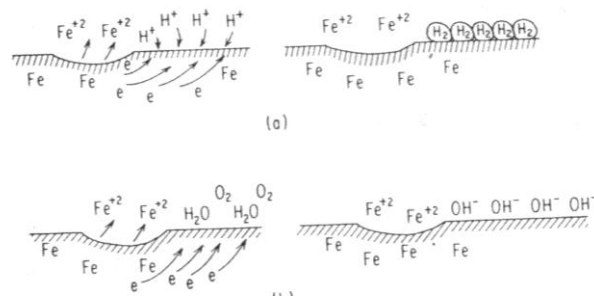 H⁺ H⁺ H⁺ H⁺
Fe⁺² Fe⁺² H⁺
H₂ H₂ H₂ H₂ H₂
Fe⁺² Fe⁺²
Fe Fe e Fe
e e e
Fe Fe Fe Fe
(a)
O₂ O₂
Fe⁺² Fe⁺² H₂O H₂O
Fe⁺² Fe⁺² OH⁻ OH⁻ OH⁻ OH⁻
Fe Fe Fe
e e e e
Fe Fe Fe Fe